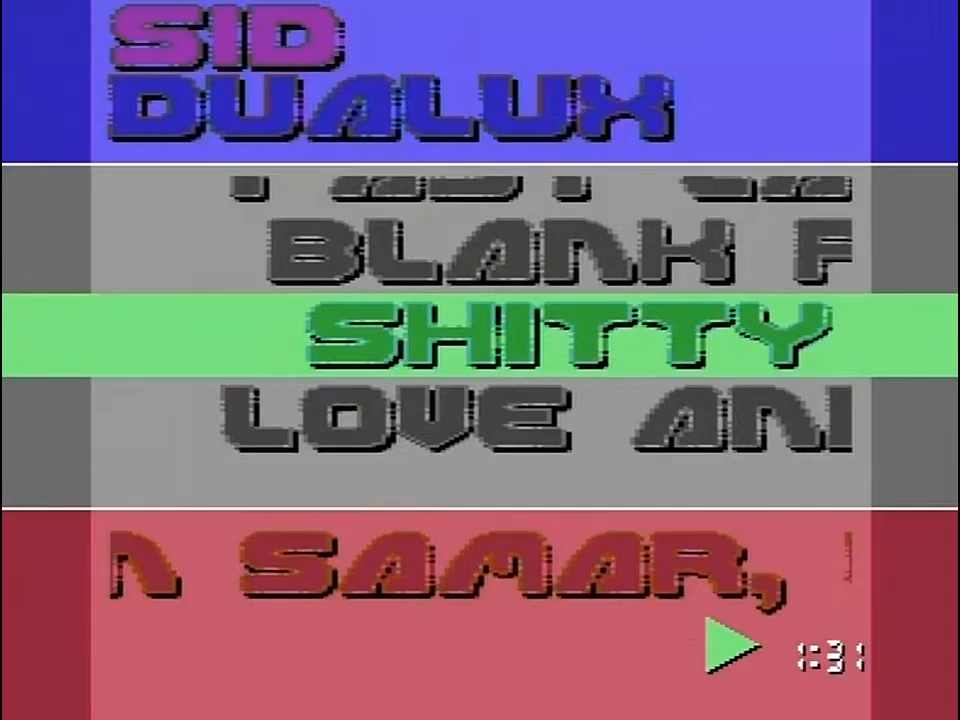 SID
DUALUX
BLANK F
SHITTY
LOVE AN
N SAMAR,
1:31